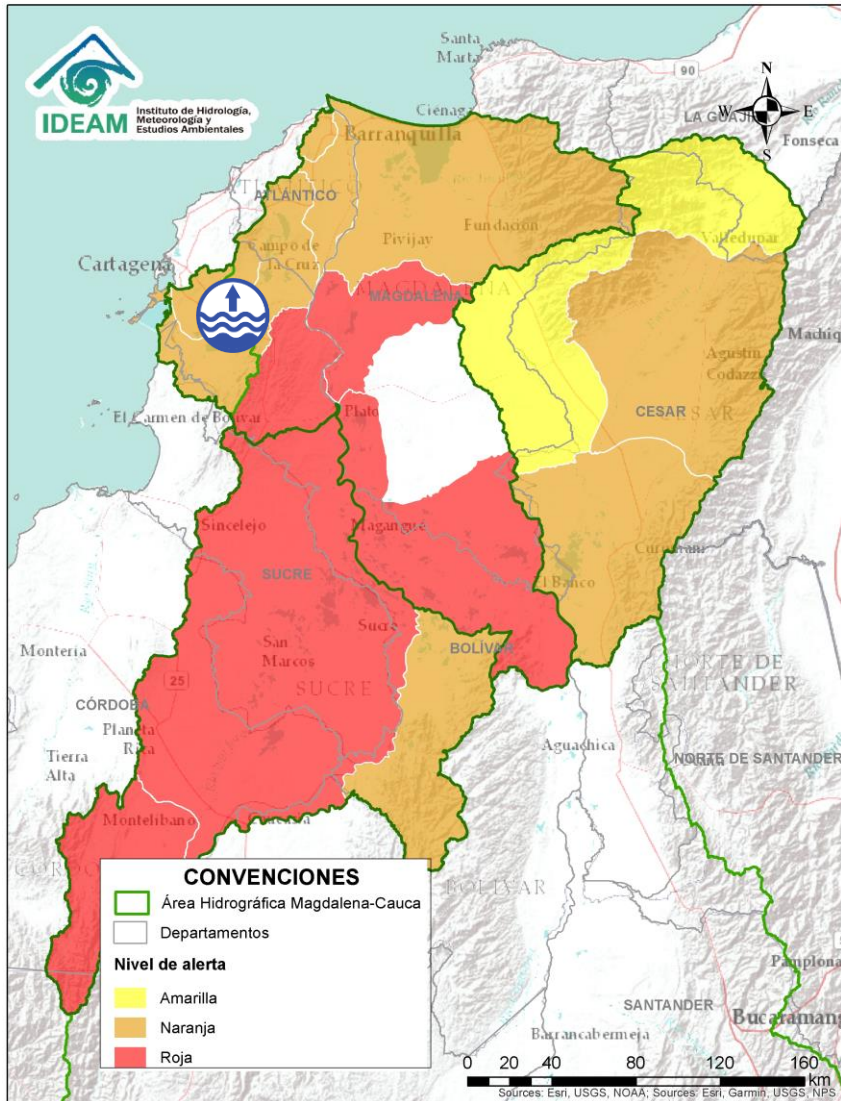 IDEAM
Instituto de Hidrología,
Meteorología y
Estudios Ambientales
Santa
Marta
90
N
W
E
S
LA GUAJIRA
Fonseca
Ciénaga
Barranquilla
ATLÁNTICO
Fundación
Valledupar
Pivijay
Campo de
la Cruz
Cartagena
MAGDALENA
MAGDALENA
Agustín
Codazzi
El Carmen de Bolívar
Plato
CESAR
CESAR
Sincelejo
Magangué
SUCRE
El Banco
Sucre
San
Marcos
BOLÍVAR
Montería
SUCRE
25
NORTE DE
SANTANDER
CÓRDOBA
Planeta
Rica
Aguachica
NORTE DE SANTANDER
Tierra
Alta
Montelíbano
BOLÍVAR
CONVENCIONES
Área Hidrográfica Magdalena-Cauca
Departamentos
Nivel de alerta
Amarilla
Naranja
Roja
Pamplona
SANTANDER
Barrancabermeja
0 20 40 80 120 160
km
Sources: Esri, USGS, NOAA; Sources: Esri, Garmin, USGS, NPS